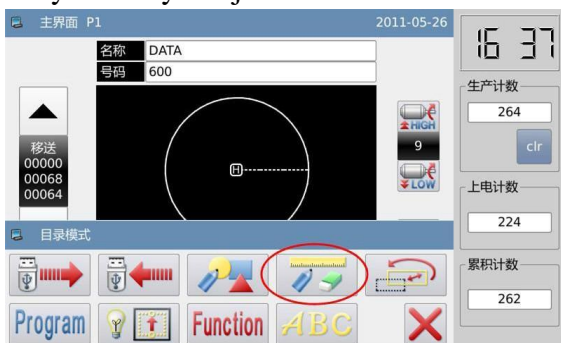 主界面 P1
2011-05-26
16 37
名称 DATA
号码 600
生产计数
264
clr
移送
00000
00068
00064
H
HIGH
9
LOW
上电计数
224
目录模式
累积计数
262
Program
Function
ABC